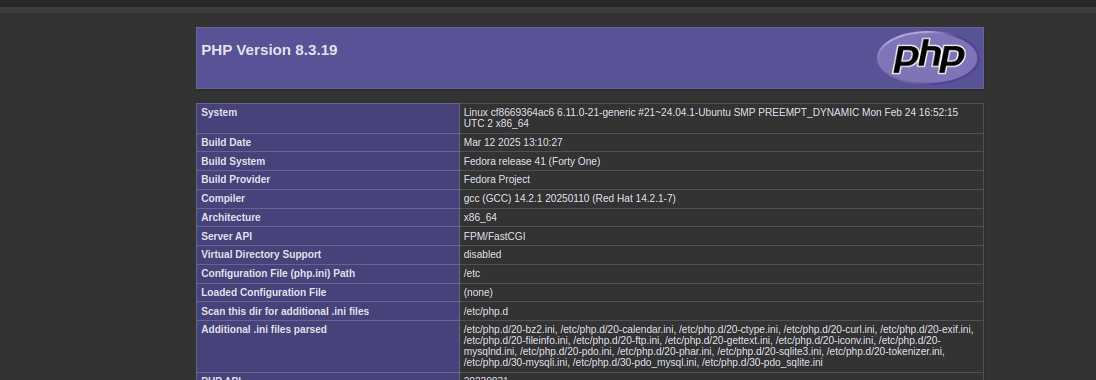 PHP Version 8.3.19
php
System
Linux cf8669364ac6 6.11.0-21-generic #21~24.04.1-Ubuntu SMP PREEMPT_DYNAMIC Mon Feb 24 16:52:15
UTC 2 x86_64
Build Date
Mar 12 2025 13:10:27
Build System
Fedora release 41 (Forty One)
Build Provider
Fedora Project
Compiler
gcc (GCC) 14.2.1 20250110 (Red Hat 14.2.1-7)
Architecture
x86_64
Server API
FPM/FastCGI
Virtual Directory Support
disabled
Configuration File (php.ini) Path
/etc
Loaded Configuration File
(none)
Scan this dir for additional .ini files
/etc/php.d
Additional .ini files parsed
/etc/php.d/20-bz2.ini, /etc/php.d/20-calendar.ini, /etc/php.d/20-ctype.ini, /etc/php.d/20-curl.ini, /etc/php.d/20-exif.ini,
/etc/php.d/20-fileinfo.ini, /etc/php.d/20-ftp.ini, /etc/php.d/20-gettext.ini, /etc/php.d/20-iconv.ini, /etc/php.d/20-
mysqlnd.ini, /etc/php.d/20-pdo.ini, /etc/php.d/20-phar.ini, /etc/php.d/20-sqlite3.ini, /etc/php.d/20-tokenizer.ini,
/etc/php.d/30-mysqli.ini, /etc/php.d/30-pdo_mysql.ini, /etc/php.d/30-pdo_sqlite.ini
PHP API
20230831